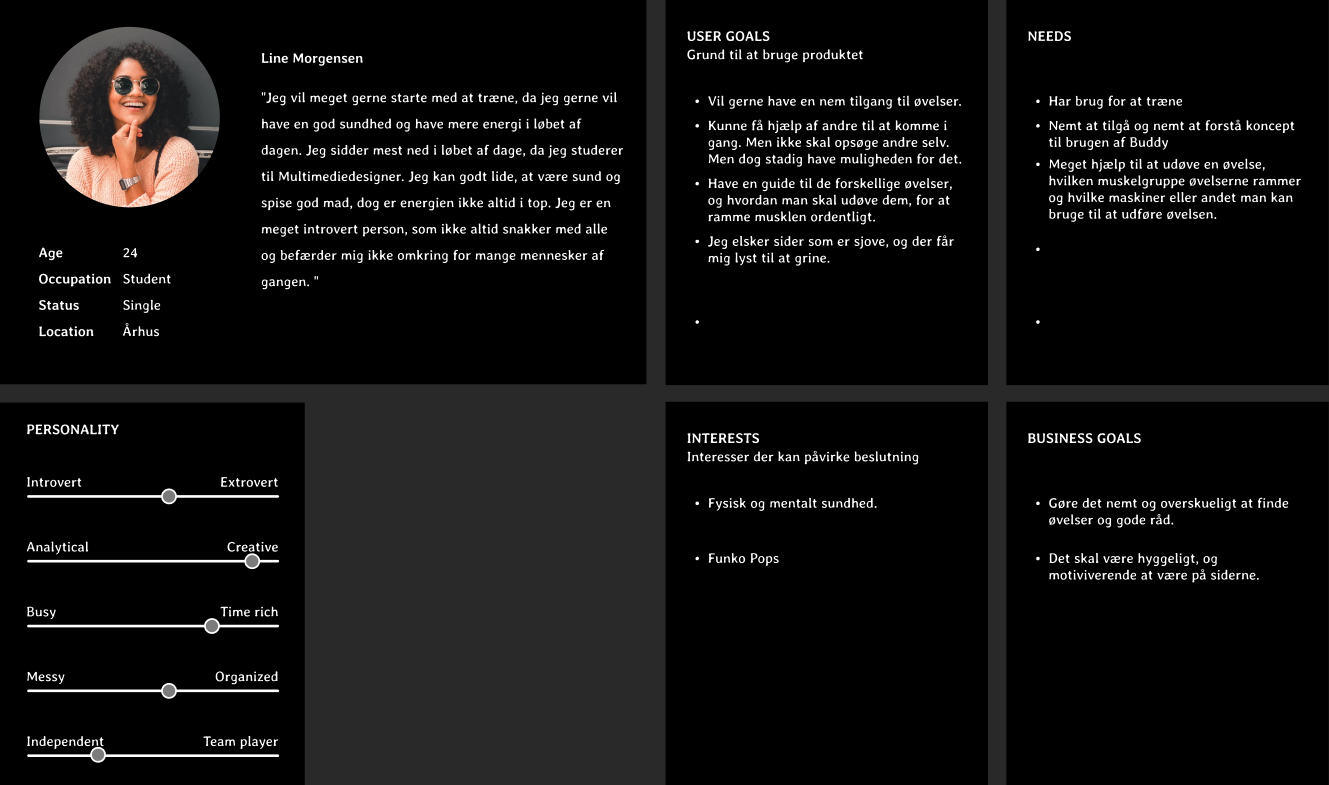 Line Morgensen
"Jeg vil meget gerne starte med at træne, da jeg gerne vil
have en god sundhed og have mere energi i løbet af
dagen. Jeg sidder mest ned i løbet af dage, da jeg studerer
til Multimediedesigner. Jeg kan godt lide, at være sund og
spise god mad, dog er energien ikke altid i top. Jeg er en
meget introvert person, som ikke altid snakker med alle
og befærder mig ikke omkring for mange mennesker af
gangen. "
Age 24
Occupation Student
Status Single
Location Århus
USER GOALS
Grund til at bruge produktet
• Vil gerne have en nem tilgang til øvelser.
• Kunne få hjælp af andre til at komme i
gang. Men ikke skal opsøge andre selv.
Men dog stadig have muligheden for det.
• Have en guide til de forskellige øvelser,
og hvordan man skal udøve dem, for at
ramme musklen ordentligt.
• Jeg elsker sider som er sjove, og der får
mig lyst til at grine.
•
NEEDS
• Har brug for at træne
• Nemt at tilgå og nemt at forstå koncept
til brugen af Buddy
• Meget hjælp til at udøve en øvelse,
hvilken muskelgruppe øvelserne rammer
og hvilke maskiner eller andet man kan
bruge til at udføre øvelsen.
•
•
PERSONALITY
Introvert Extrovert
Analytical Creative
Busy Time rich
Messy Organized
Independent Team player
INTERESTS
Interesser der kan påvirke beslutning
• Fysisk og mentalt sundhed.
• Funko Pops
BUSINESS GOALS
• Gøre det nemt og overskueligt at finde
øvelser og gode råd.
• Det skal være hyggeligt, og
motiviverende at være på siderne.